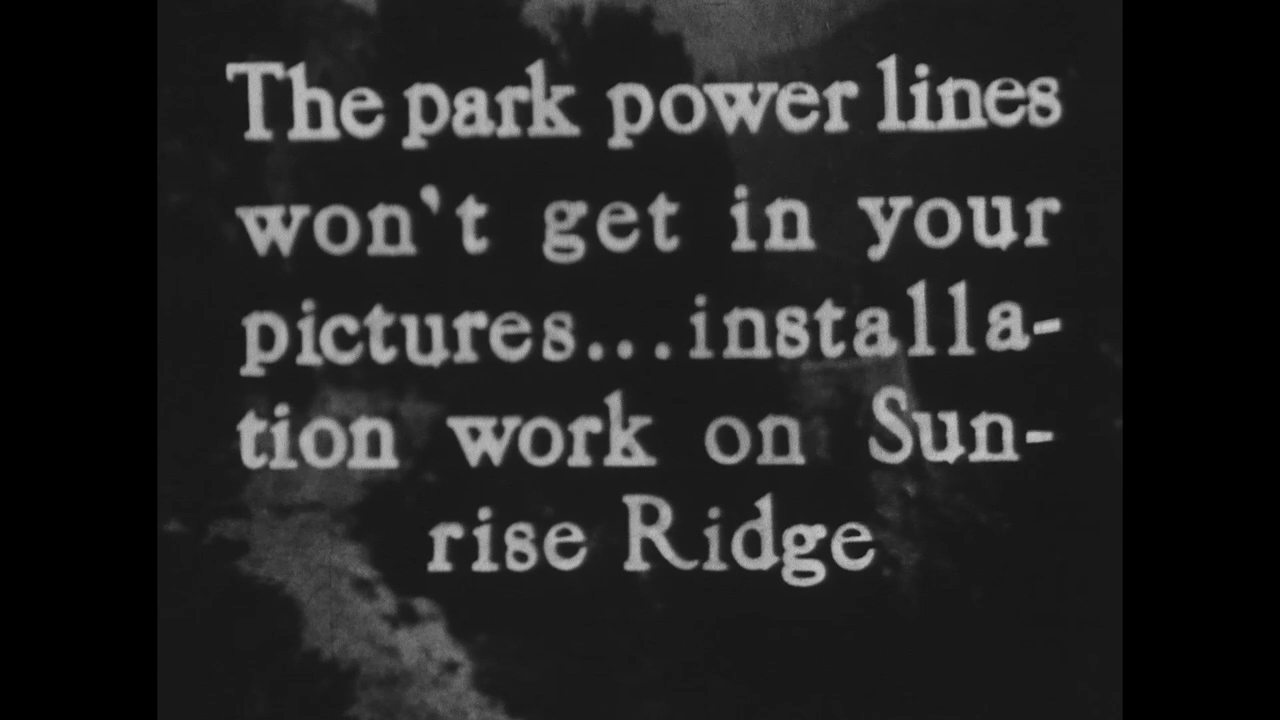 The park power lines
won't get in your
pictures...installa-
tion work on Sun-
rise Ridge